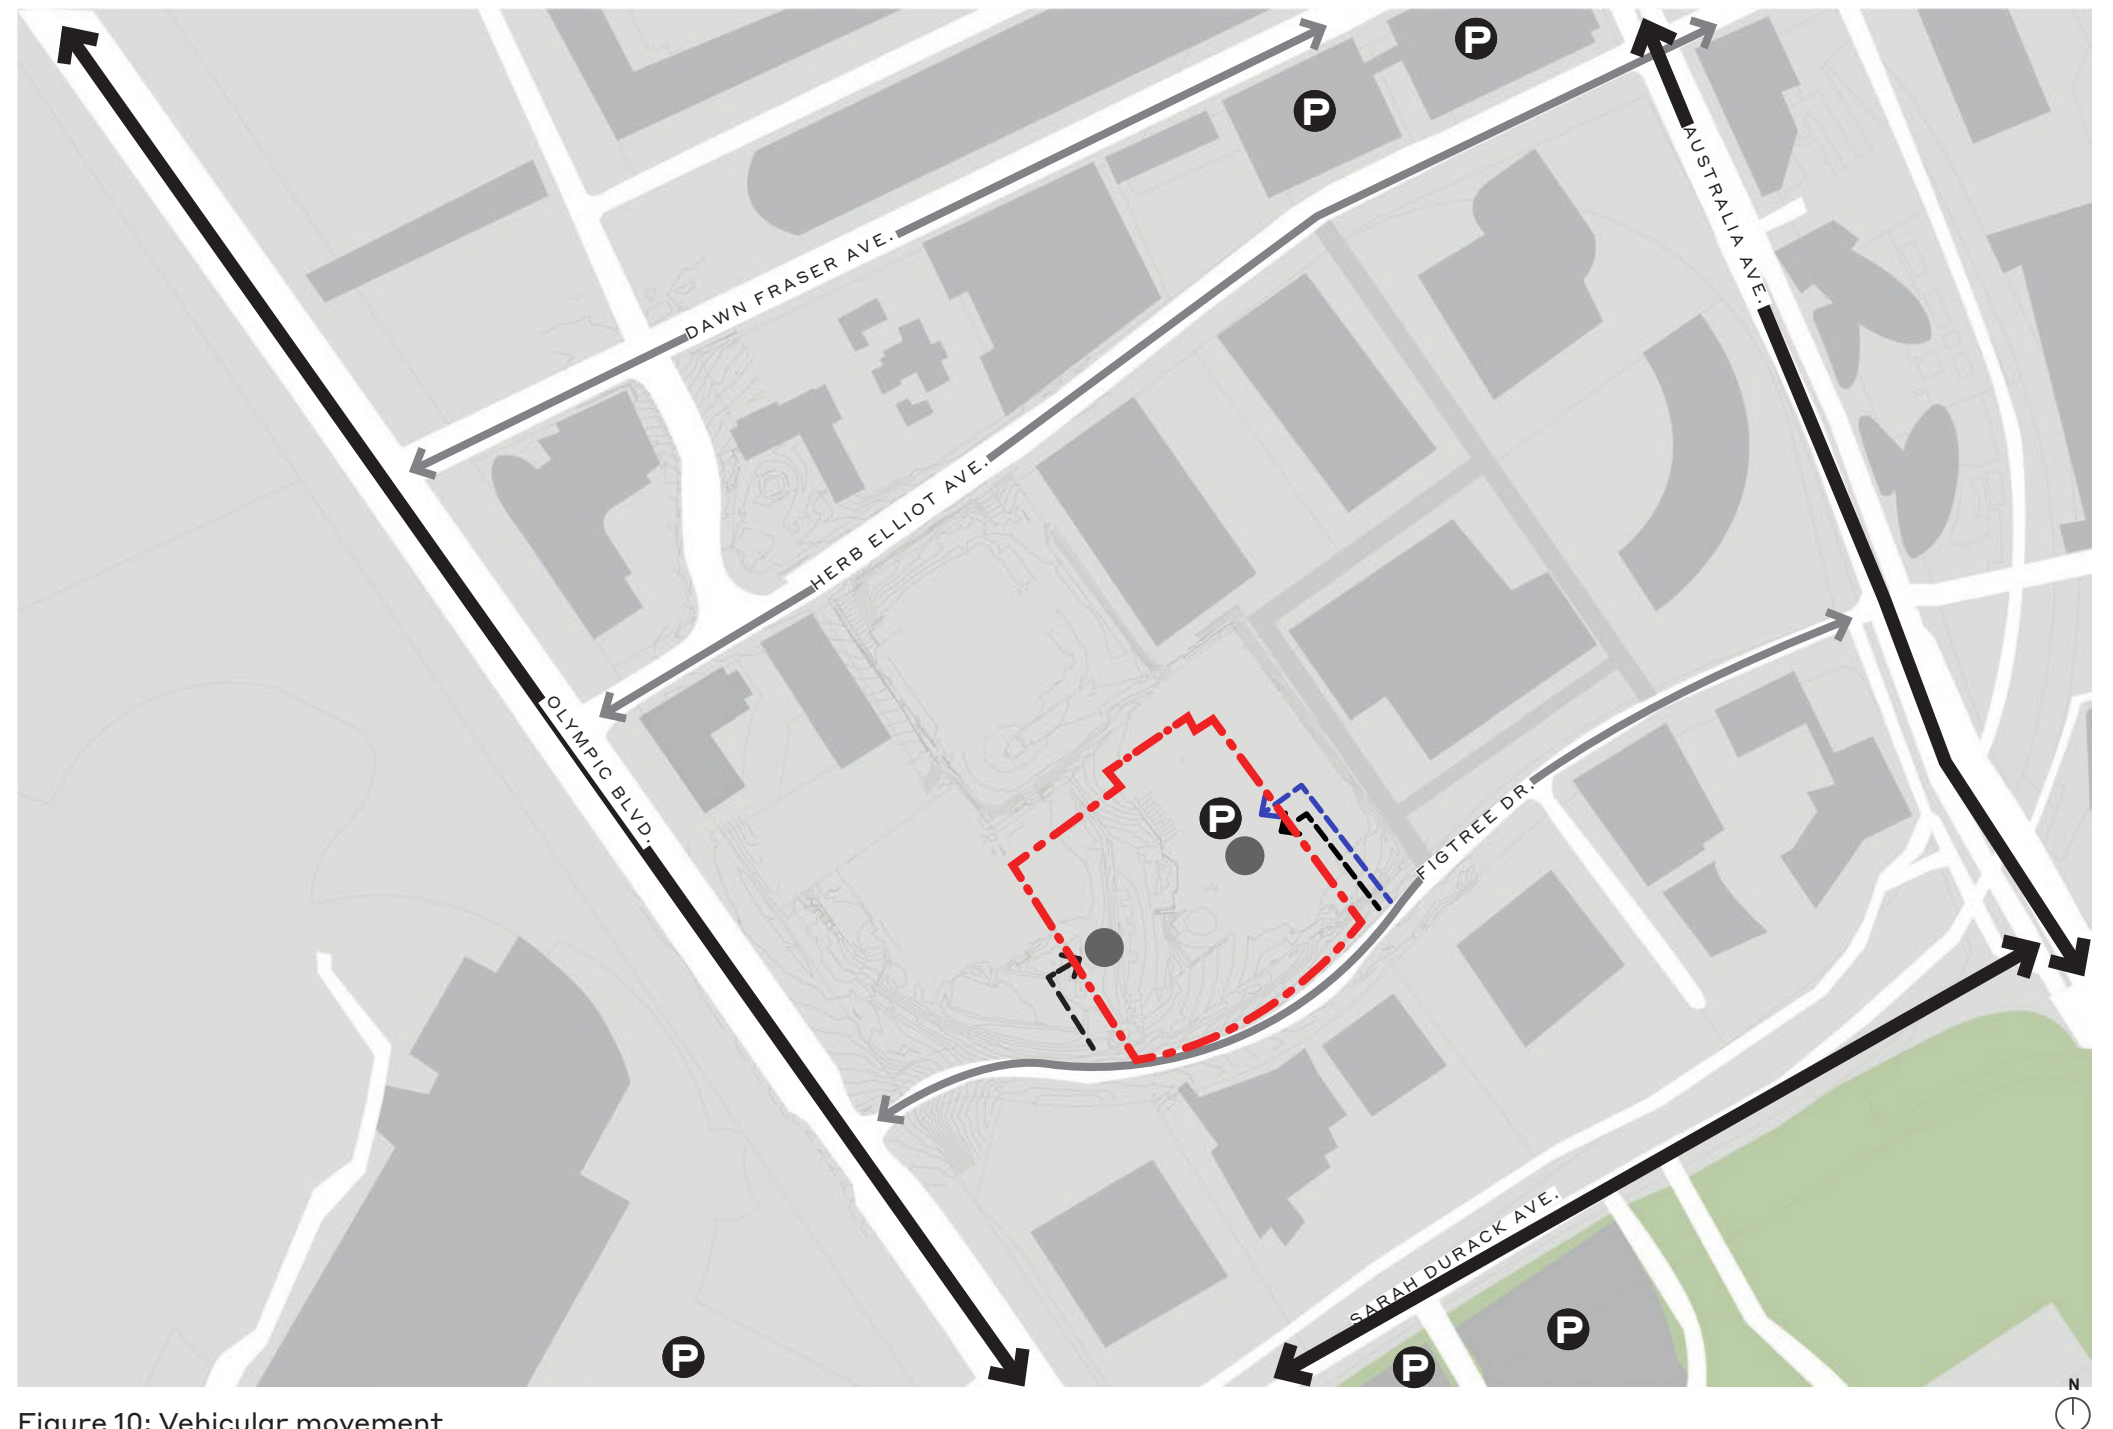 P
P
AUSTRALIA AVE.
DAWN FRASER AVE.
HERB ELLIOT AVE.
OLYMPIC BLVD.
P
FIGTREE DR.
SARAH DURACK AVE.
P
P
P
N
Figure 10: Vehicular movement